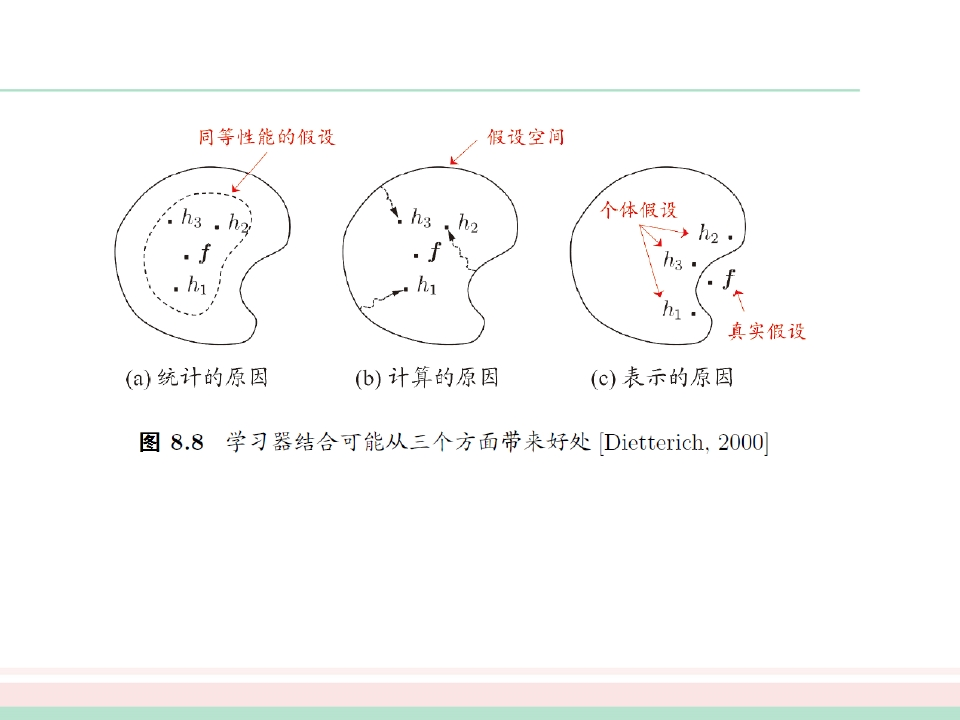 同等性能的假设
h3 h2
f
h1
(a) 统计的原因
假设空间
h3 h2
f
h1
(b) 计算的原因
个体假设
h2
h3
f
h1
真实假设
(c) 表示的原因
图 8.8 学习器结合可能从三个方面带来好处 [Dietterich, 2000]